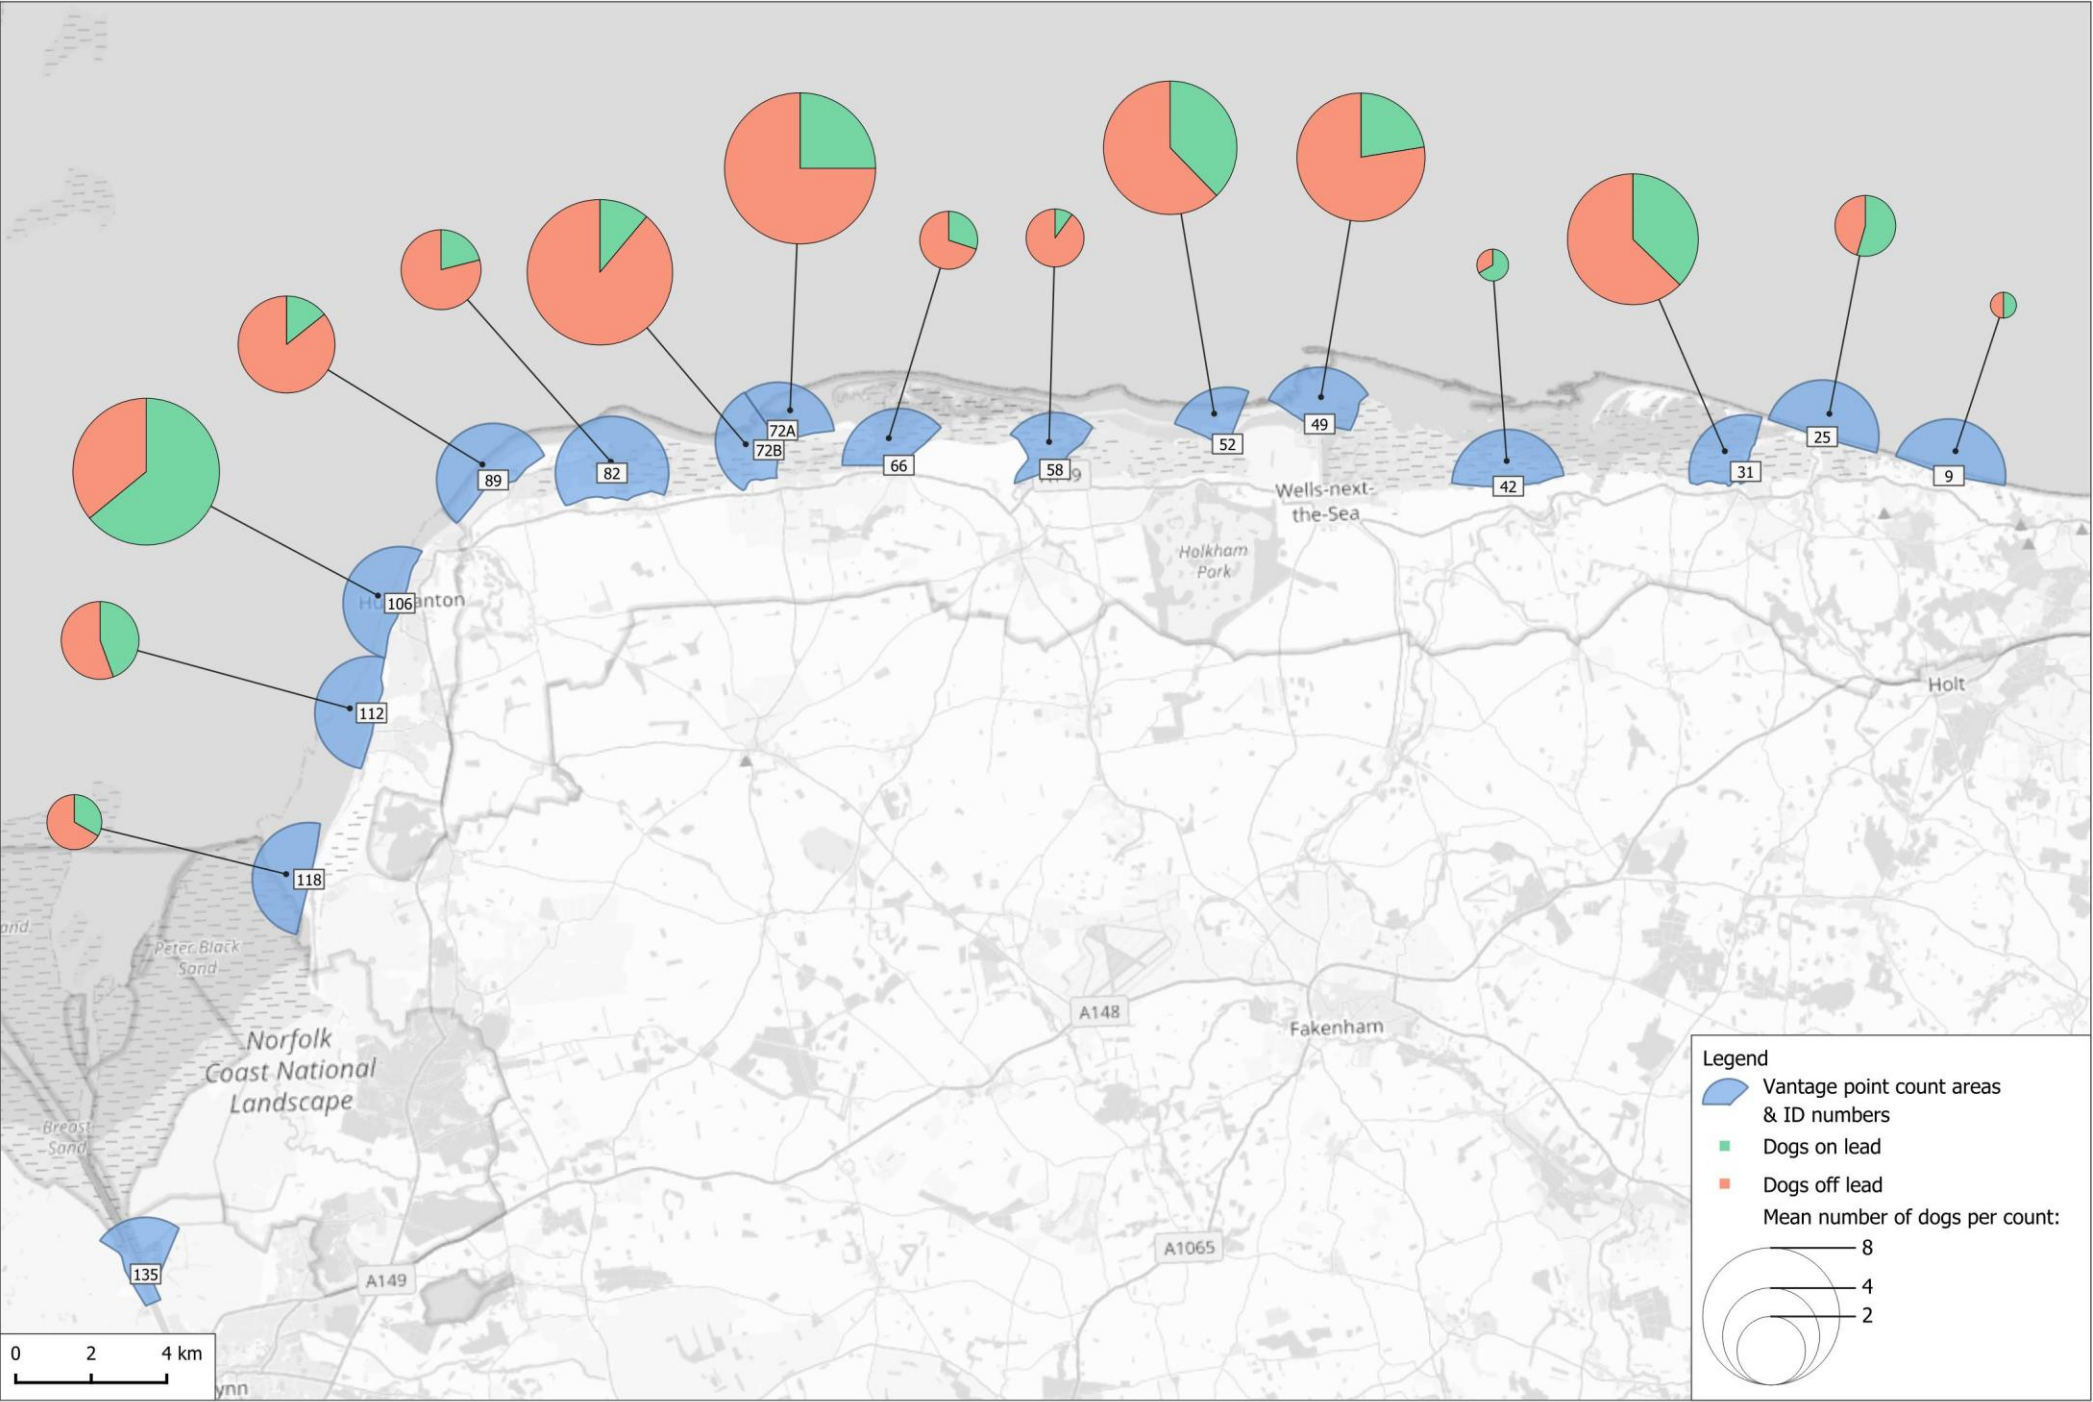 72A
72B
89
82
66
58
52
49
42
31
25
9
Wells-next-
the-Sea
Holkham
Park
106
112
Holt
118
and
Peter Black
Sand
Norfolk
Coast National
Landscape
A148
Fakenham
Breast
Sand
A149
A1065
135
ynn
0 2 4 km
Legend
Vantage point count areas
& ID numbers
Dogs on lead
Dogs off lead
Mean number of dogs per count:
8
4
2